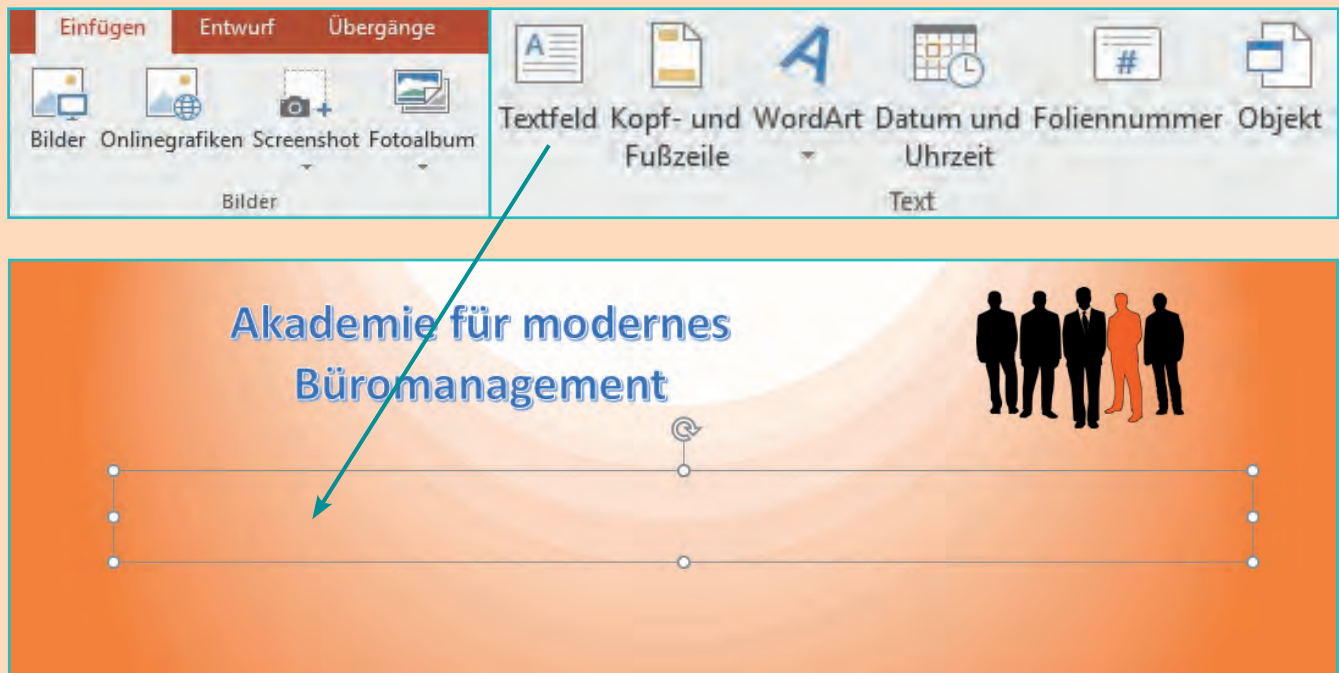 Einfügen Entwurf Übergänge
Bilder Onlinegrafiken Screenshot Fotoalbum
Bilder
Textfeld Kopf- und WordArt Datum und Foliennummer Objekt
Fußzeile Uhrzeit
Text
Akademie für modernes
Büromanagement